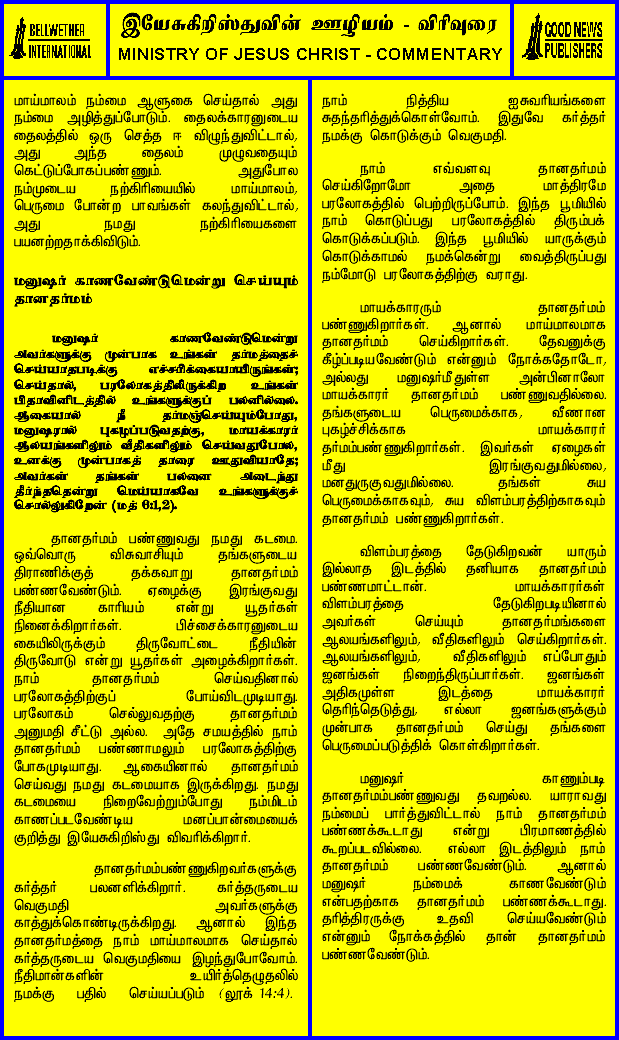 BELLWETHER
INTERNATIONAL
இயேசுகிறிஸ்துவின் ஊழியம் - விரிவுரை
MINISTRY OF JESUS CHRIST - COMMENTARY
GOOD NEWS
PUBLISHERS
மாய்மாலம் நம்மை ஆளுகை செய்தால் அது
நம்மை அழித்துப்போடும். தைலக்காரனுடைய
தைலத்தில் ஒரு செத்த ஈ விழுந்துவிட்டால்,
அது அந்த தைலம் முழுவதையும்
கெட்டுப்போகப்பண்ணும். அதுபோல
நம்முடைய நற்கிரியையில் மாய்மாலம்,
பெருமை போன்ற பாவங்கள் கலந்துவிட்டால்,
அது நமது நற்கிரியைகளை
பயனற்றதாக்கிவிடும்.
மனுஷர் காணவேண்டுமென்று செய்யும்
தானதர்மம்
மனுஷர் காணவேண்டுமென்று
அவர்களுக்கு முன்பாக உங்கள் தர்மத்தைச்
செய்யாதபடிக்கு எச்சரிக்கையாயிருங்கள்;
செய்தால், பரலோகத்திலிருக்கிற உங்கள்
பிதாவினிடத்தில் உங்களுக்குப் பலனில்லை.
ஆகையால் நீ தர்மஞ்செய்யும்போது,
மனுஷரால் புகழப்படுவதற்கு, மாயக்காரர்
ஆலயங்களிலும் வீதிகளிலும் செய்வதுபோல,
உனக்கு முன்பாகத் தாரை ஊதுவியாதே;
அவர்கள் தங்கள் பலனை அடைந்து
தீர்ந்ததென்று மெய்யாகவே உங்களுக்குச்
சொல்லுகிறேன் (மத் 6:1,2).
தானதர்மம் பண்ணுவது நமது கடமை.
ஒவ்வொரு விசுவாசியும் தங்களுடைய
திராணிக்குத் தக்கவாறு தானதர்மம்
பண்ணவேண்டும். ஏழைக்கு இரங்குவது
நீதியான காரியம் என்று யூதர்கள்
நினைக்கிறார்கள். பிச்சைக்காரனுடைய
கையிலிருக்கும் திருவோட்டை நீதியின்
திருவோடு என்று யூதர்கள் அழைக்கிறார்கள்.
நாம் தானதர்மம் செய்வதினால்
பரலோகத்திற்குப் போய்விடமுடியாது.
பரலோகம் செல்லுவதற்கு தானதர்மம்
அனுமதி சீட்டு அல்ல. அதே சமயத்தில் நாம்
தானதர்மம் பண்ணாமலும் பரலோகத்திற்கு
போகமுடியாது. ஆகையினால் தானதர்மம்
செய்வது நமது கடமையாக இருக்கிறது. நமது
கடமையை நிறைவேற்றும்போது நம்மிடம்
காணப்படவேண்டிய மனப்பான்மையைக்
குறித்து இயேசுகிறிஸ்து விவரிக்கிறார்.
தானதர்மம்பண்ணுகிறவர்களுக்கு
கர்த்தர் பலனளிக்கிறார். கர்த்தருடைய
வெகுமதி அவர்களுக்கு
காத்துக்கொண்டிருக்கிறது. ஆனால் இந்த
தானதர்மத்தை நாம் மாய்மாலமாக செய்தால்
கர்த்தருடைய வெகுமதியை இழந்துபோவோம்.
நீதிமான்களின் உயிர்த்தெழுதலில்
நமக்கு பதில் செய்யப்படும் (லூக் 14:4).
நாம் நித்திய ஐசுவரியங்களை
சுதந்தரித்துக்கொள்வோம். இதுவே கர்த்தர்
நமக்கு கொடுக்கும் வெகுமதி.
நாம் எவ்வளவு தானதர்மம்
செய்கிறோமோ அதை மாத்திரமே
பரலோகத்தில் பெற்றிருப்போம். இந்த பூமியில்
நாம் கொடுப்பது பரலோகத்தில் திரும்பக்
கொடுக்கப்படும். இந்த பூமியில் யாருக்கும்
கொடுக்காமல் நமக்கென்று வைத்திருப்பது
நம்மோடு பரலோகத்திற்கு வராது.
மாயக்காரரும் தானதர்மம்
பண்ணுகிறார்கள். ஆனால் மாய்மாலமாக
தானதர்மம் செய்கிறார்கள். தேவனுக்கு
கீழ்ப்படியவேண்டும் என்னும் நோக்கதோடோ,
அல்லது மனுஷர்மீதுள்ள அன்பினாலோ
மாயக்காரர் தானதர்மம் பண்ணுவதில்லை.
தங்களுடைய பெருமைக்காக, வீணான
புகழ்ச்சிக்காக மாயக்காரர்
தர்மம்பண்ணுகிறார்கள். இவர்கள் ஏழைகள்
மீது இரங்குவதுமில்லை,
மனதுருகுவதுமில்லை. தங்கள் சுய
பெருமைக்காகவும், சுய விளம்பரத்திற்காகவும்
தானதர்மம் பண்ணுகிறார்கள்.
விளம்பரத்தை தேடுகிறவன் யாரும்
இல்லாத இடத்தில் தனியாக தானதர்மம்
பண்ணமாட்டான். மாயக்காரர்கள்
விளம்பரத்தை தேடுகிறபடியினால்
அவர்கள் செய்யும் தானதர்மங்களை
ஆலயங்களிலும், வீதிகளிலும் செய்கிறார்கள்.
ஆலயங்களிலும், வீதிகளிலும் எப்போதும்
ஜனங்கள் நிறைந்திருப்பார்கள். ஜனங்கள்
அதிகமுள்ள இடத்தை மாயக்காரர்
தெரிந்தெடுத்து, எல்லா ஜனங்களுக்கும்
முன்பாக தானதர்மம் செய்து தங்களை
பெருமைப்படுத்திக் கொள்கிறார்கள்.
மனுஷர் காணும்படி
தானதர்மம்பண்ணுவது தவறல்ல. யாராவது
நம்மைப் பார்த்துவிட்டால் நாம் தானதர்மம்
பண்ணக்கூடாது என்று பிரமாணத்தில்
கூறப்படவில்லை. எல்லா இடத்திலும் நாம்
தானதர்மம் பண்ணவேண்டும். ஆனால்
மனுஷர் நம்மைக் காணவேண்டும்
என்பதற்காக தானதர்மம் பண்ணக்கூடாது.
தரித்திரருக்கு உதவி செய்யவேண்டும்
என்னும் நோக்கத்தில் தான் தானதர்மம்
பண்ணவேண்டும்.